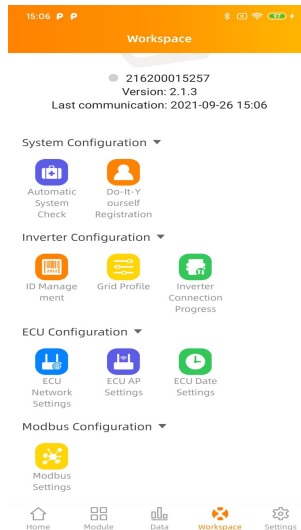 15:06 P P 97
Workspace
216200015257
Version: 2.1.3
Last communication: 2021-09-26 15:06
System Configuration
Automatic Do-It-Y
System ourself
Check Registration
Inverter Configuration
ID Manage Grid Profile Inverter
ment Connection
Progress
ECU Configuration
ECU ECU AP ECU Date
Network Settings Settings
Settings
Modbus Configuration
Modbus
Settings
Home Module Data Workspace Settings